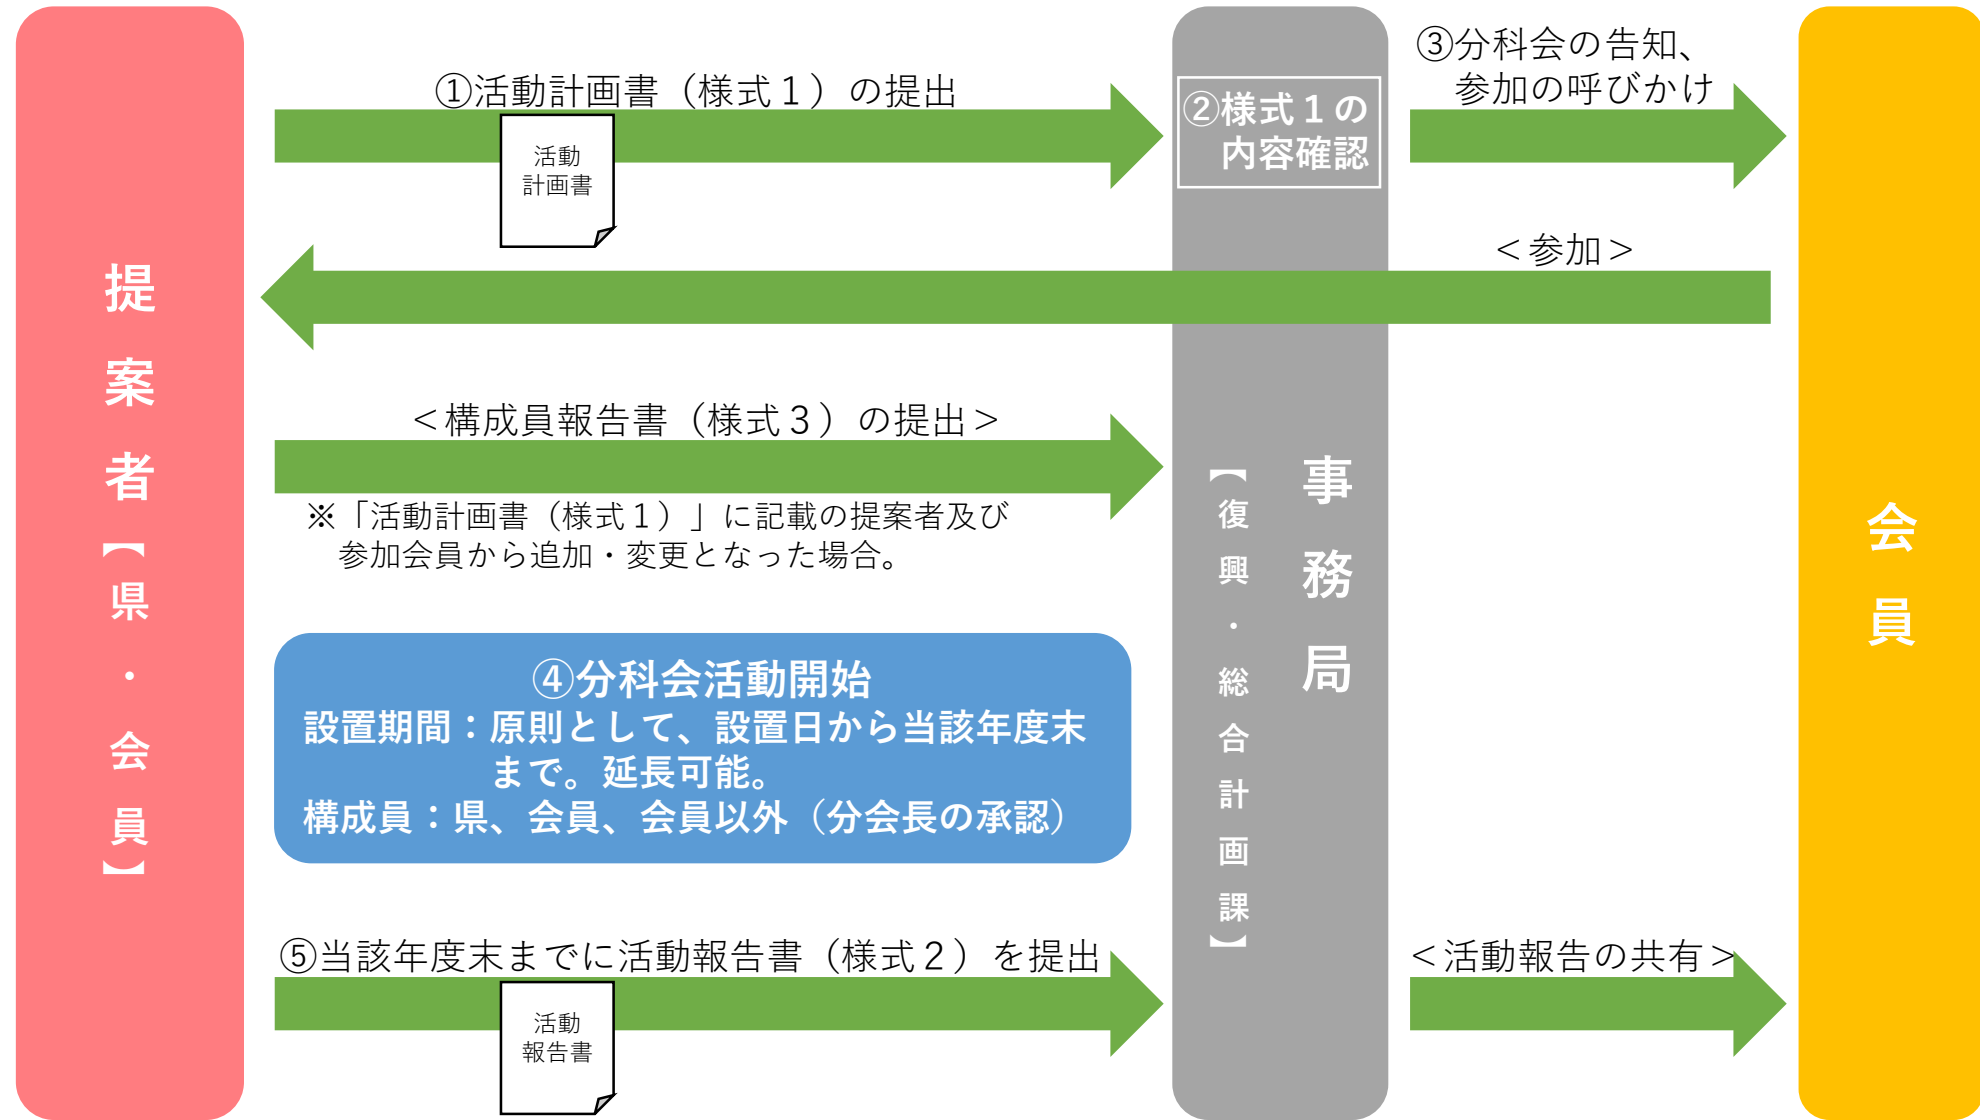 ①活動計画書（様式１）の提出
活動
計画書
②様式１の
内容確認
③分科会の告知、
参加の呼びかけ
＜参加＞
提案者【県・会員】
＜構成員報告書（様式３）の提出＞
※「活動計画書（様式１）」に記載の提案者及び
参加会員から追加・変更となった場合。
事務局
【復興・総合計画課】
会員
④分科会活動開始
設置期間：原則として、設置日から当該年度末
まで。延長可能。
構成員：県、会員、会員以外（分会長の承認）
⑤当該年度末までに活動報告書（様式２）を提出
活動
報告書
＜活動報告の共有＞